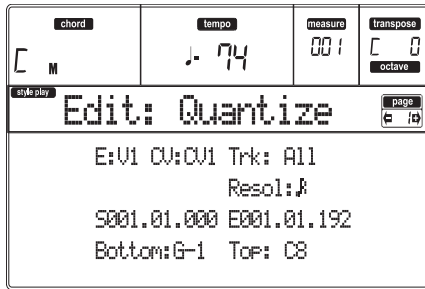 chord tempo measure transpose
C M ♩. 74 001 C 0
octave
style play Edit: Quantize page
10
E:V1 CV:CV1 Trk: All
Resol:♪
S001.01.000 E001.01.192
Bottom:G-1 Top: C8